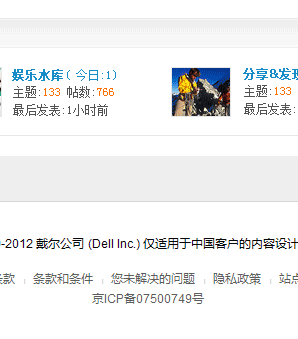 娱乐水库 ( 今日:1)
主题:133 帖数:766
最后发表:1小时前
分享&发现
主题:133
最后发表:
-2012 戴尔公司 (Dell Inc.) 仅适用于中国客户的内容设计
条款 | 条款和条件 | 您未解决的问题 | 隐私政策 | 站点
京ICP备07500749号